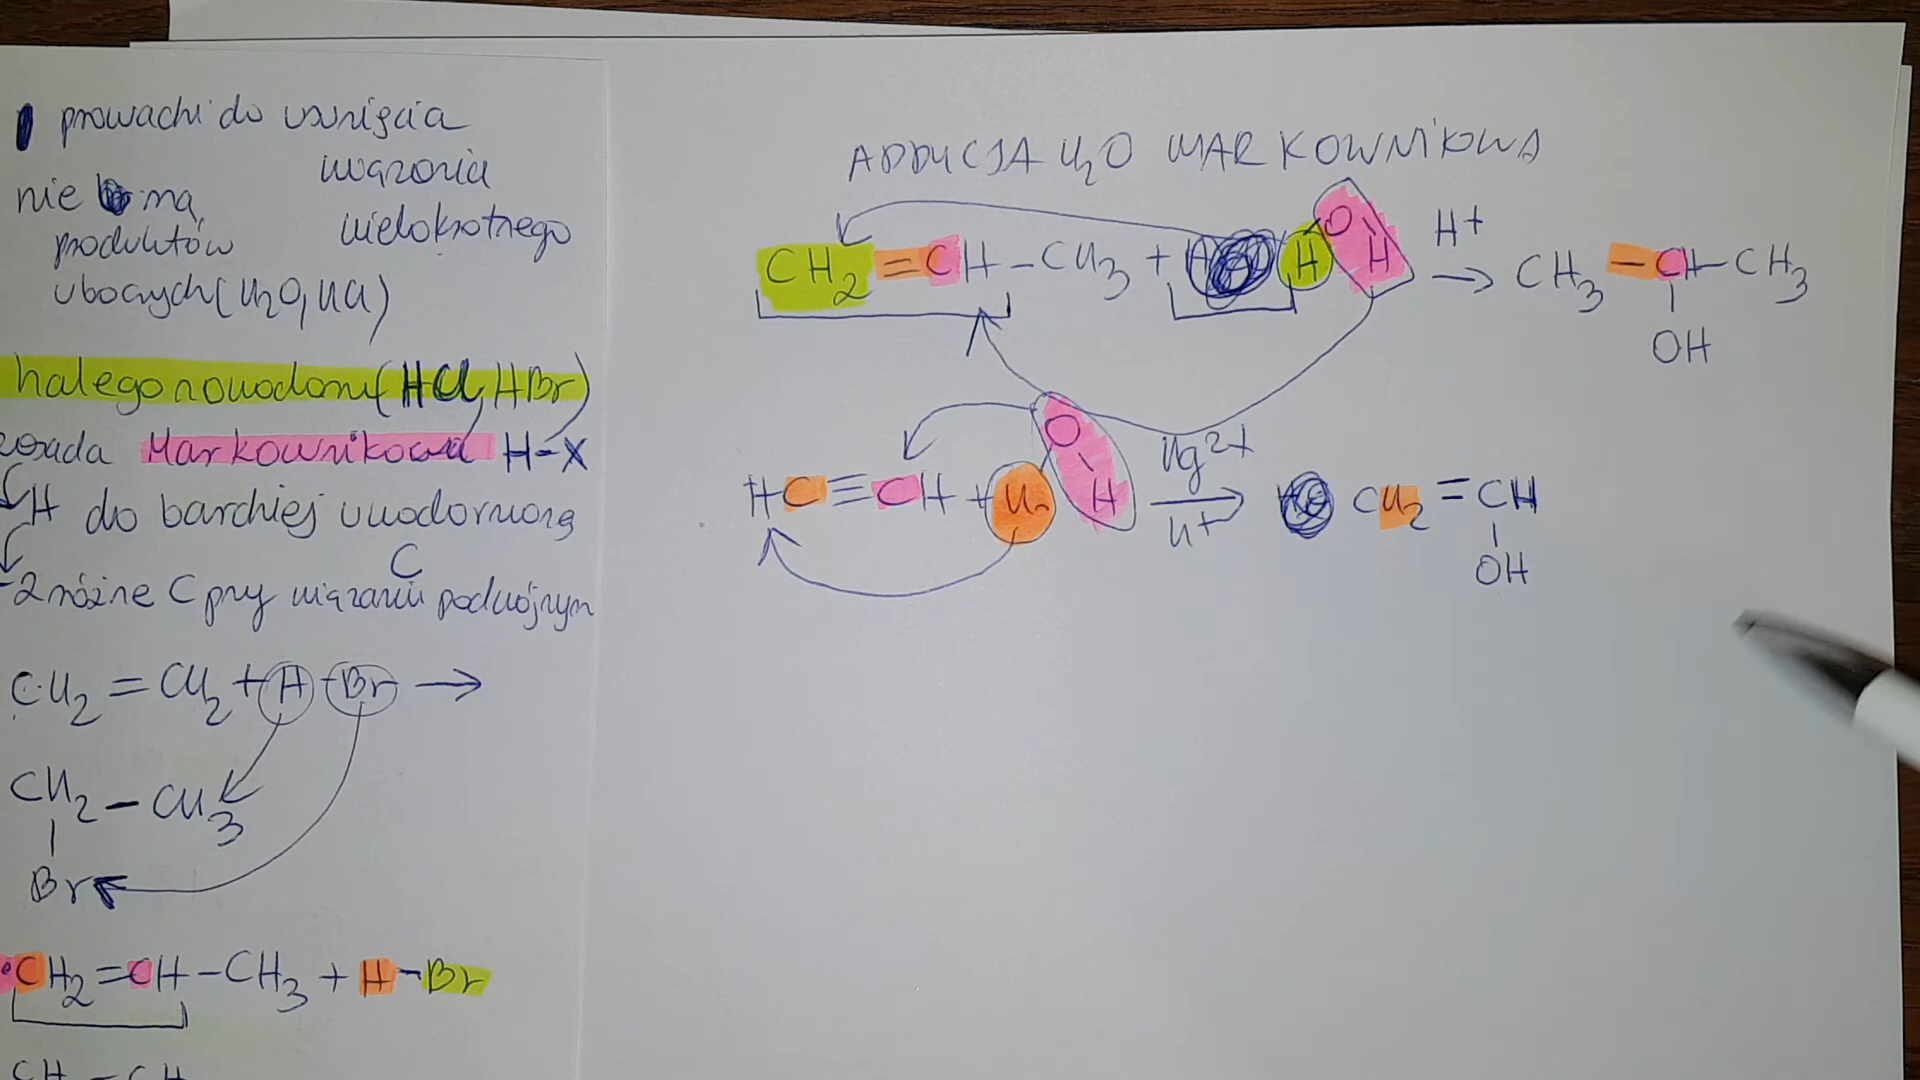 prowadzi do usunięcia
wiązania
nie ma
wielokrotnego
produktów
ubocznych (H2O, HCl)
halogenowodory (HCl, HBr)
Markownikowa H-X
H do bardziej uwodornionego
C
2 różne C przy wiązaniu podwójnym
CH2 = CH2 + H-Br →
CH2 - CH3
Br
CH2 = CH - CH3 + H-Br
CH - CH
ADDYCJA H2O MARKOWNIKOWA
CH2 = CH - CH3 + H O H H+ → CH3 - CH - CH3
OH
HC ≡ CH + H O - H Hg2+ → H+ CH2 = CH
OH